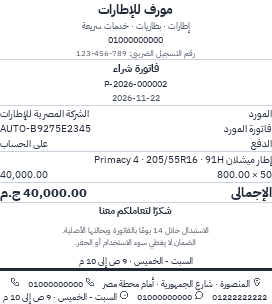 مورف للإطارات
إطارات · بطاريات · خدمات سريعة
01000000000
رقم التسجيل الضريبي: 789-456-123
فاتورة شراء
P-2026-000002
2026-11-22
المورد الشركة المصرية للإطارات
فاتورة المورد AUTO-B9275E2345
الدفع على الحساب
إطار ميشلان Primacy 4 · 205/55R16 · 91H
50 × 800.00 40,000.00
الإجمالي 40,000.00 ج.م
شكرًا لتعاملكم معنا
الاستبدال خلال 14 يومًا بالفاتورة وبحالتها الأصلية.
الضمان لا يغطي سوء الاستخدام أو الحفر.
السبت - الخميس · 9 ص إلى 10 م
المنصورة · شارع الجمهورية · أمام محطة مصر 01000000000
01222222222 01000000000 السبت - الخميس · 9 ص إلى 10 م